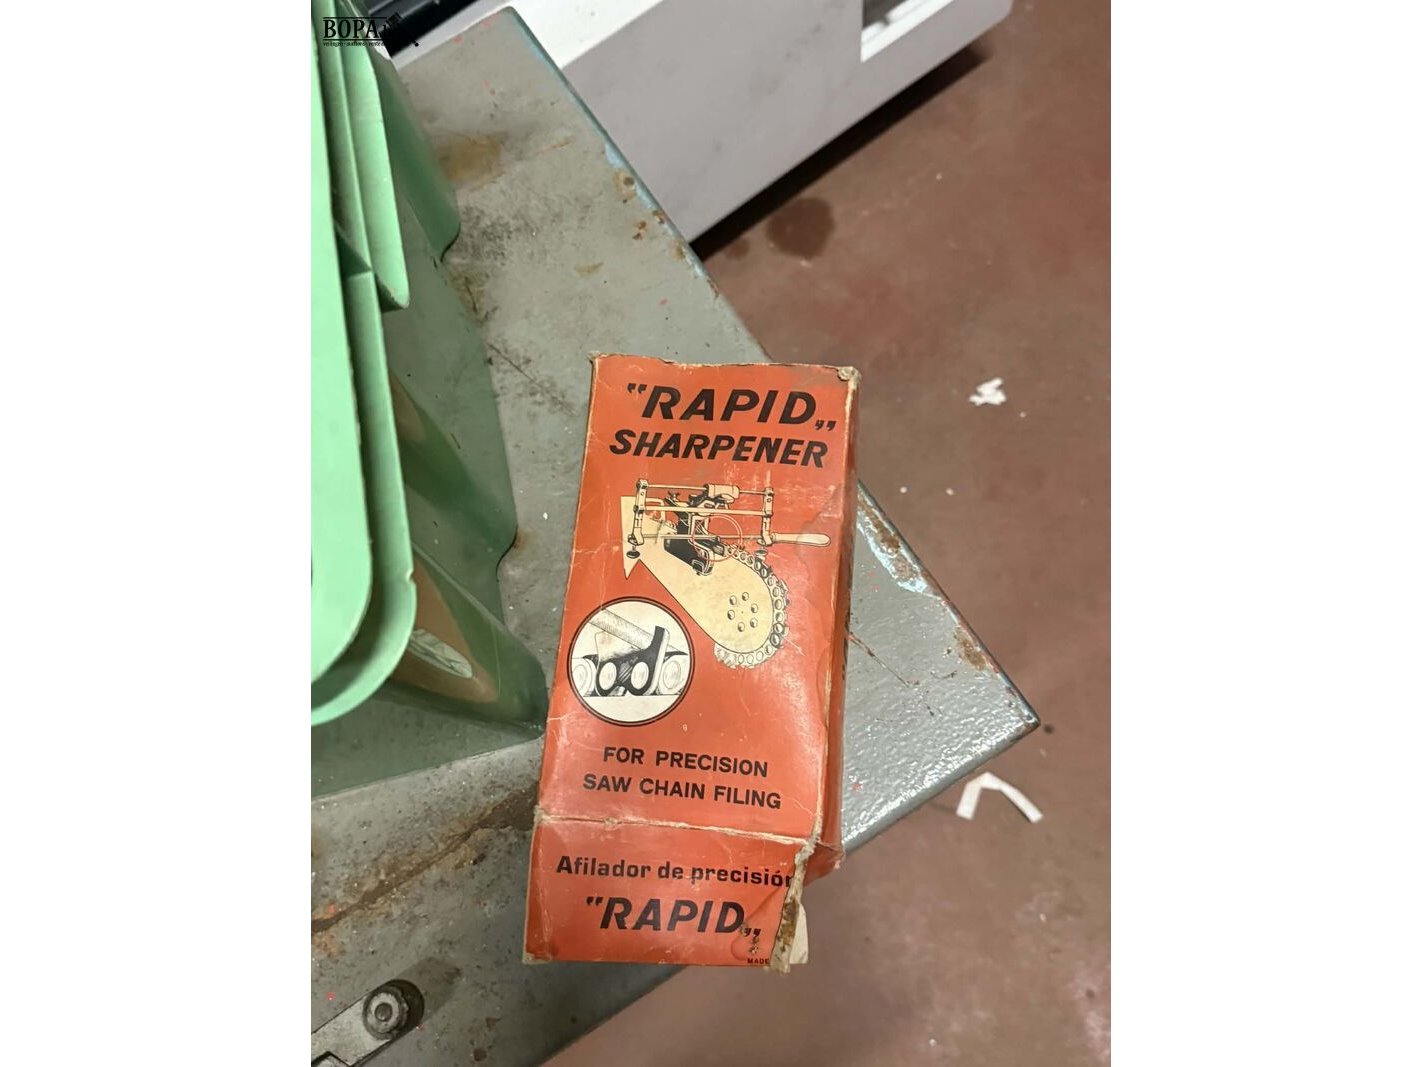 BOPA
"RAPID„
SHARPENER
FOR PRECISION
SAW CHAIN FILING
Afilador de precisión
"RAPID„
MADE